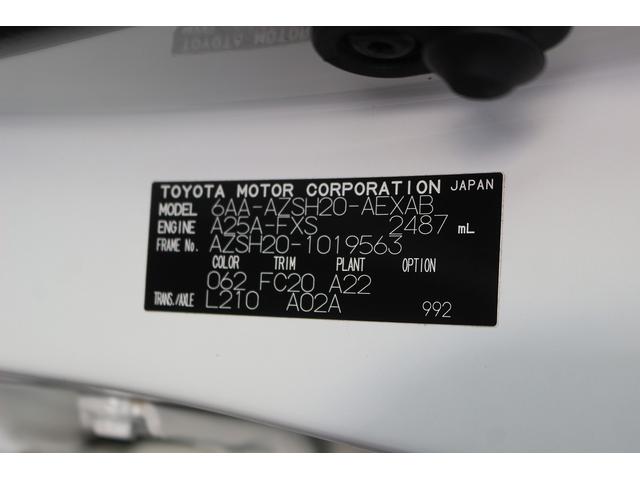 TOYOTA MOTOR CORPORATION JAPAN
MODEL 6AA-AZSH20-AEXAB
ENGINE A25A-FXS 2487 mL
FRAME No. AZSH20-1019563
COLOR TRIM PLANT OPTION
062 FC20 A22
TRANS./AXLE L210 A02A 992